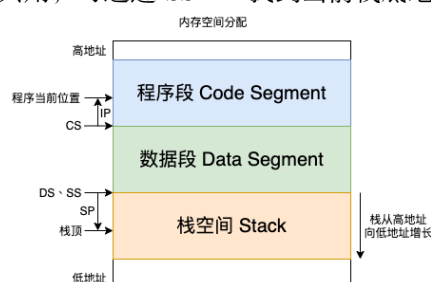 内存空间分配
高地址
程序段 Code Segment
程序当前位置
IP
CS
数据段 Data Segment
DS、SS
SP
栈空间 Stack
栈顶
栈从高地址
向低地址增长
低地址